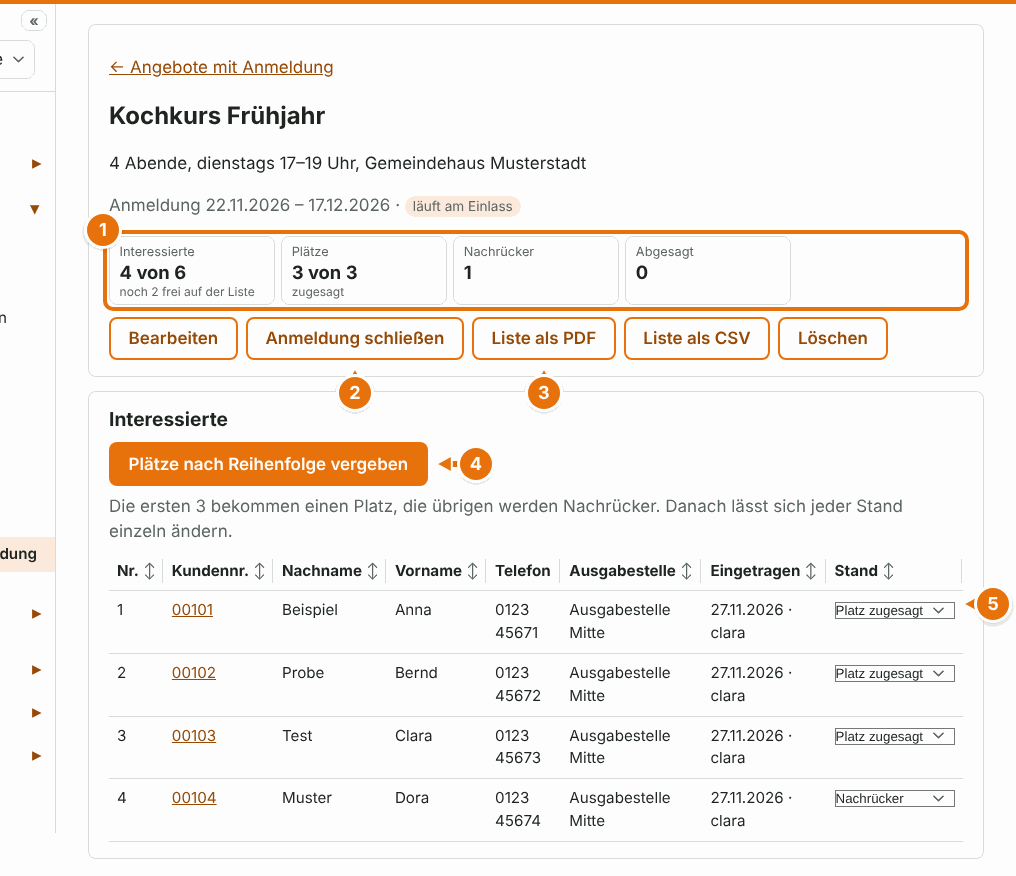 «
e
n
dung
← Angebote mit Anmeldung
Kochkurs Frühjahr
4 Abende, dienstags 17–19 Uhr, Gemeindehaus Musterstadt
Anmeldung 22.11.2026 – 17.12.2026 · läuft am Einlass
1
Interessierte
4 von 6
noch 2 frei auf der Liste
Plätze
3 von 3
zugesagt
Nachrücker
1
Abgesagt
0
Bearbeiten Anmeldung schließen Liste als PDF Liste als CSV Löschen
2 3
Interessierte
Plätze nach Reihenfolge vergeben 4
Die ersten 3 bekommen einen Platz, die übrigen werden Nachrücker. Danach lässt sich jeder Stand
einzeln ändern.
Nr. Kundennr. Nachname Vorname Telefon Ausgabestelle Eingetragen Stand
1 00101 Beispiel Anna 0123 Ausgabestelle 27.11.2026 · Platz zugesagt 5
45671 Mitte clara
2 00102 Probe Bernd 0123 Ausgabestelle 27.11.2026 · Platz zugesagt
45672 Mitte clara
3 00103 Test Clara 0123 Ausgabestelle 27.11.2026 · Platz zugesagt
45673 Mitte clara
4 00104 Muster Dora 0123 Ausgabestelle 27.11.2026 · Nachrücker
45674 Mitte clara